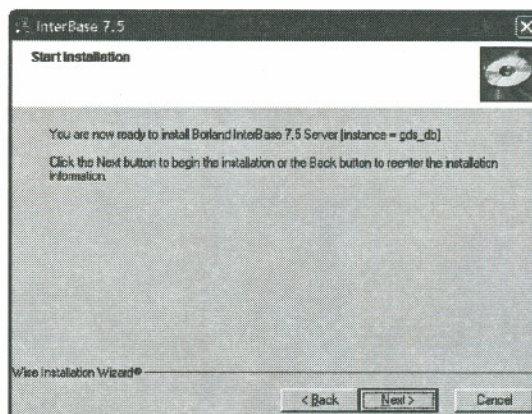 InterBase 7.5
Start Installation
You are now ready to install Borland InterBase 7.5 Server [instance = gds_db]
Click the Next button to begin the installation or the Back button to reenter the installation
information.
Wise Installation Wizard®
< Back
Next >
Cancel